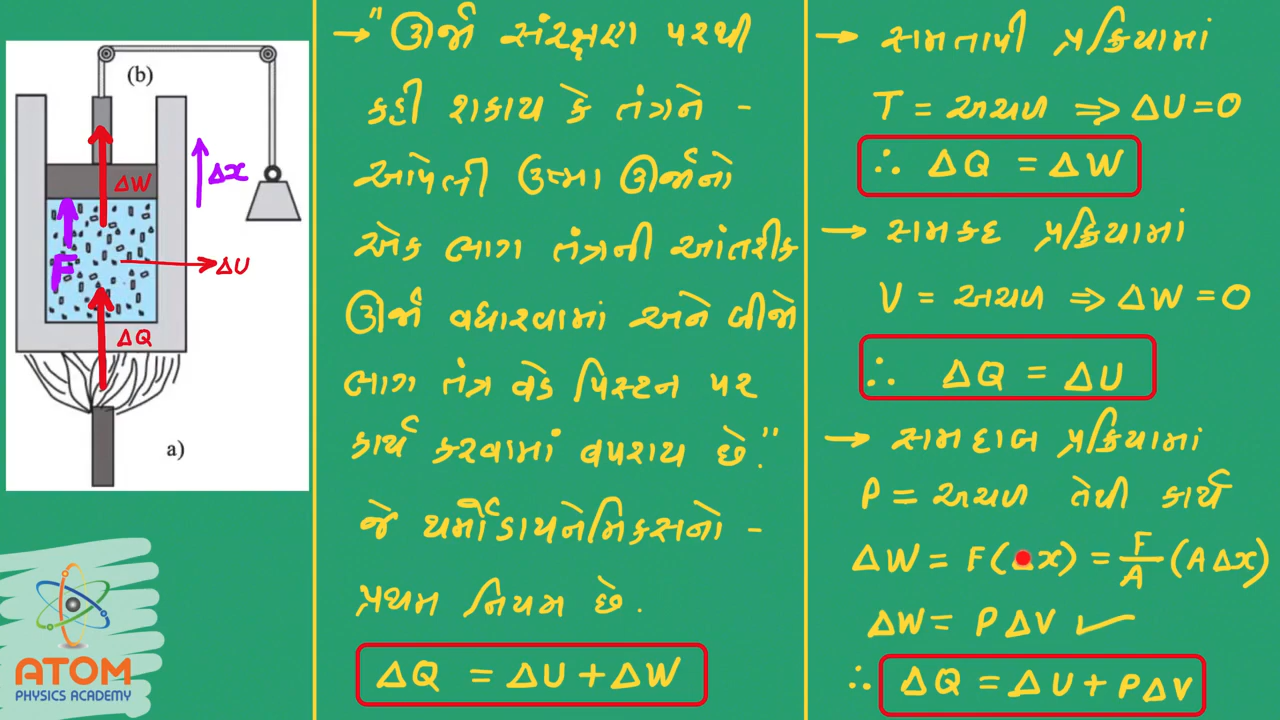 (b)
ΔW
Δx
F
ΔU
ΔQ
a)
ATOM
PHYSICS ACADEMY
→ "ઊર્જા સંરક્ષણ પરથી
કહી શકાય કે તંત્રને -
આપેલી ઉષ્મા ઊર્જાનો
એક ભાગ તંત્રની આંતરીક
ઊર્જા વધારવામાં અને બીજો
ભાગ તંત્ર વડે પિસ્ટન પર
કાર્ય કરવામાં વપરાય છે."
જે થર્મોડાયનેમિકસનો -
પ્રથમ નિયમ છે.
ΔQ = ΔU + ΔW
→ સમતાપી પ્રક્રિયામાં
T = અચળ ⇒ ΔU = 0
∴ ΔQ = ΔW
→ સમકદ પ્રક્રિયામાં
V = અચળ ⇒ ΔW = 0
∴ ΔQ = ΔU
→ સમદાબ પ્રક્રિયામાં
P = અચળ તેથી કાર્ય
ΔW = F(Δx) = F/A (AΔx)
ΔW = PΔV ✓
∴ ΔQ = ΔU + PΔV